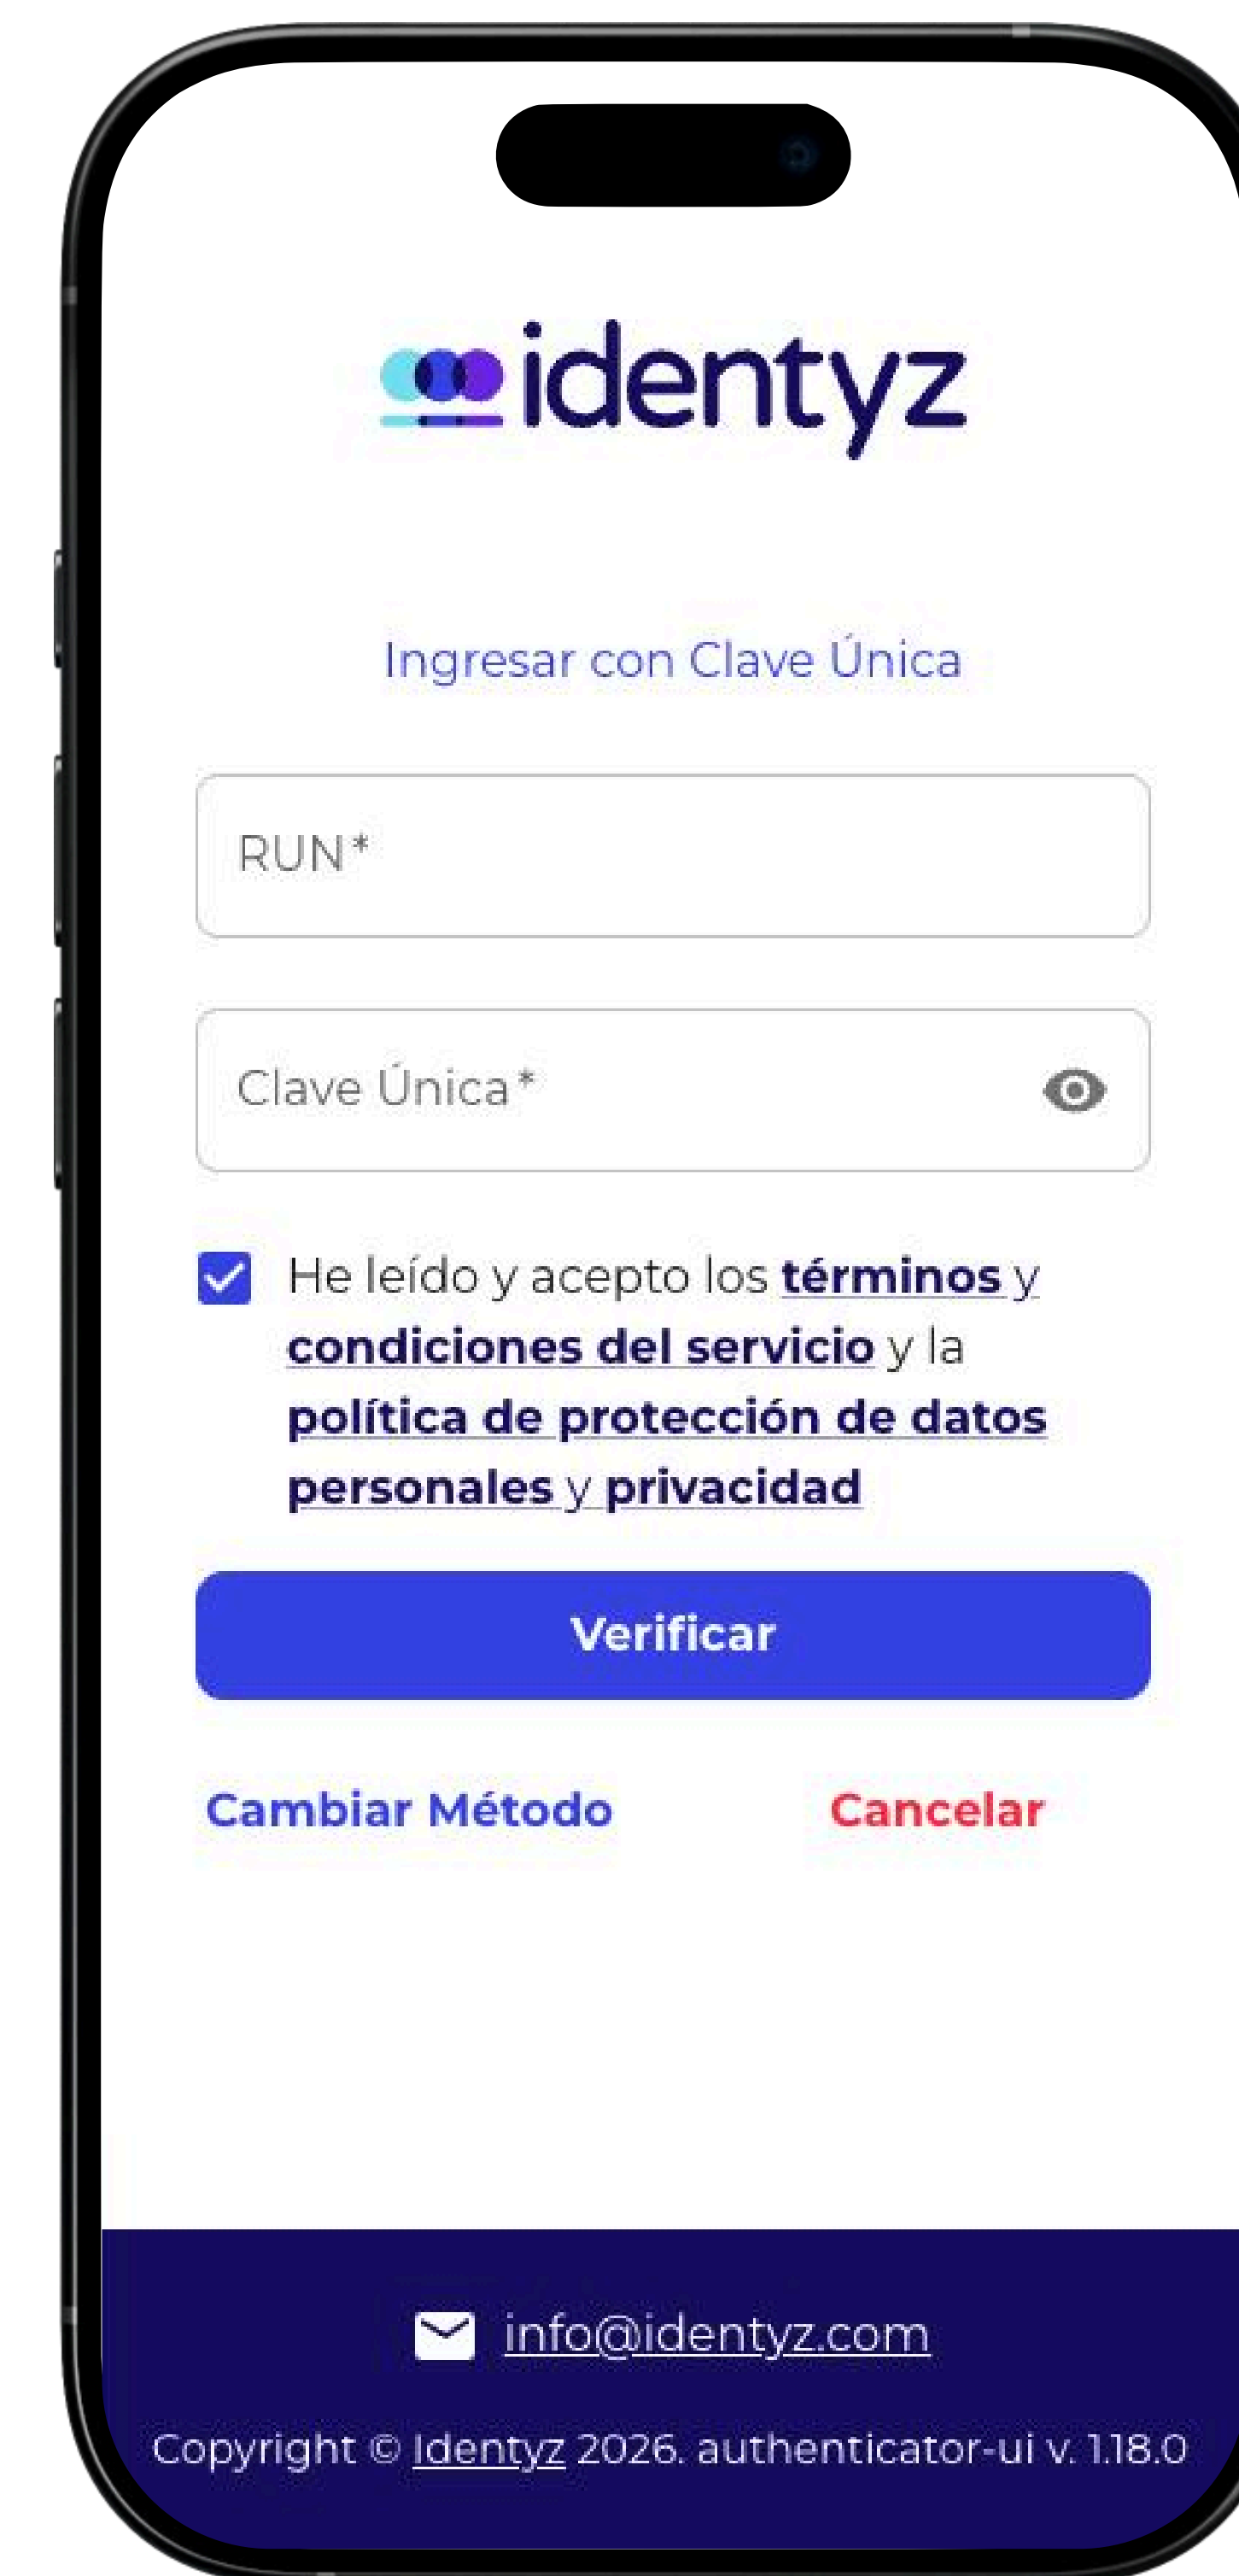 identyz
Ingresar con Clave Única
RUN*
Clave Única*
He leído y acepto los términos y
condiciones del servicio y la
política de protección de datos
personales y privacidad
Verificar
Cambiar Método Cancelar
info@identyz.com
Copyright © Identyz 2026. authenticator-ui v. 1.18.0